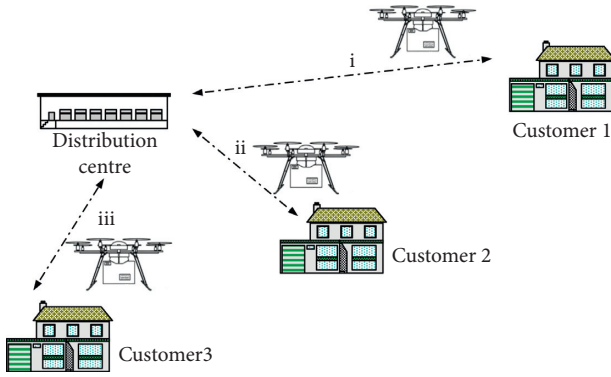 i
Customer 1
Distribution
centre
ii
Customer 2
iii
Customer3